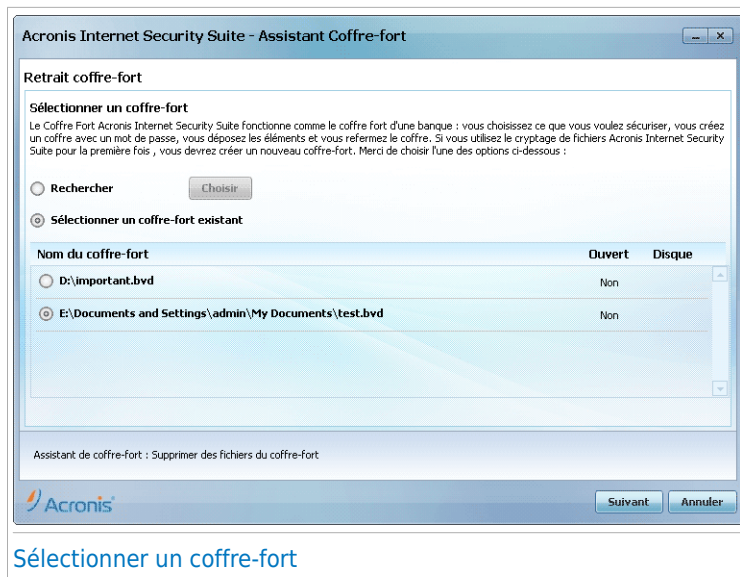 Acronis Internet Security Suite - Assistant Coffre-fort
Retrait coffre-fort
Sélectionner un coffre-fort
Le Coffre Fort Acronis Internet Security Suite fonctionne comme le coffre fort d'une banque : vous choisissez ce que vous voulez sécuriser, vous créez
un coffre avec un mot de passe, vous déposez les éléments et vous refermez le coffre. Si vous utilisez le cryptage de fichiers Acronis Internet Security
Suite pour la première fois , vous devrez créer un nouveau coffre-fort. Merci de choisir l'une des options ci-dessous :
Rechercher Choisir
Sélectionner un coffre-fort existant
Nom du coffre-fort Ouvert Disque
D:\important.bvd Non
E:\Documents and Settings\admin\My Documents\test.bvd Non
Assistant de coffre-fort : Supprimer des fichiers du coffre-fort
Acronis Suivant Annuler
Sélectionner un coffre-fort